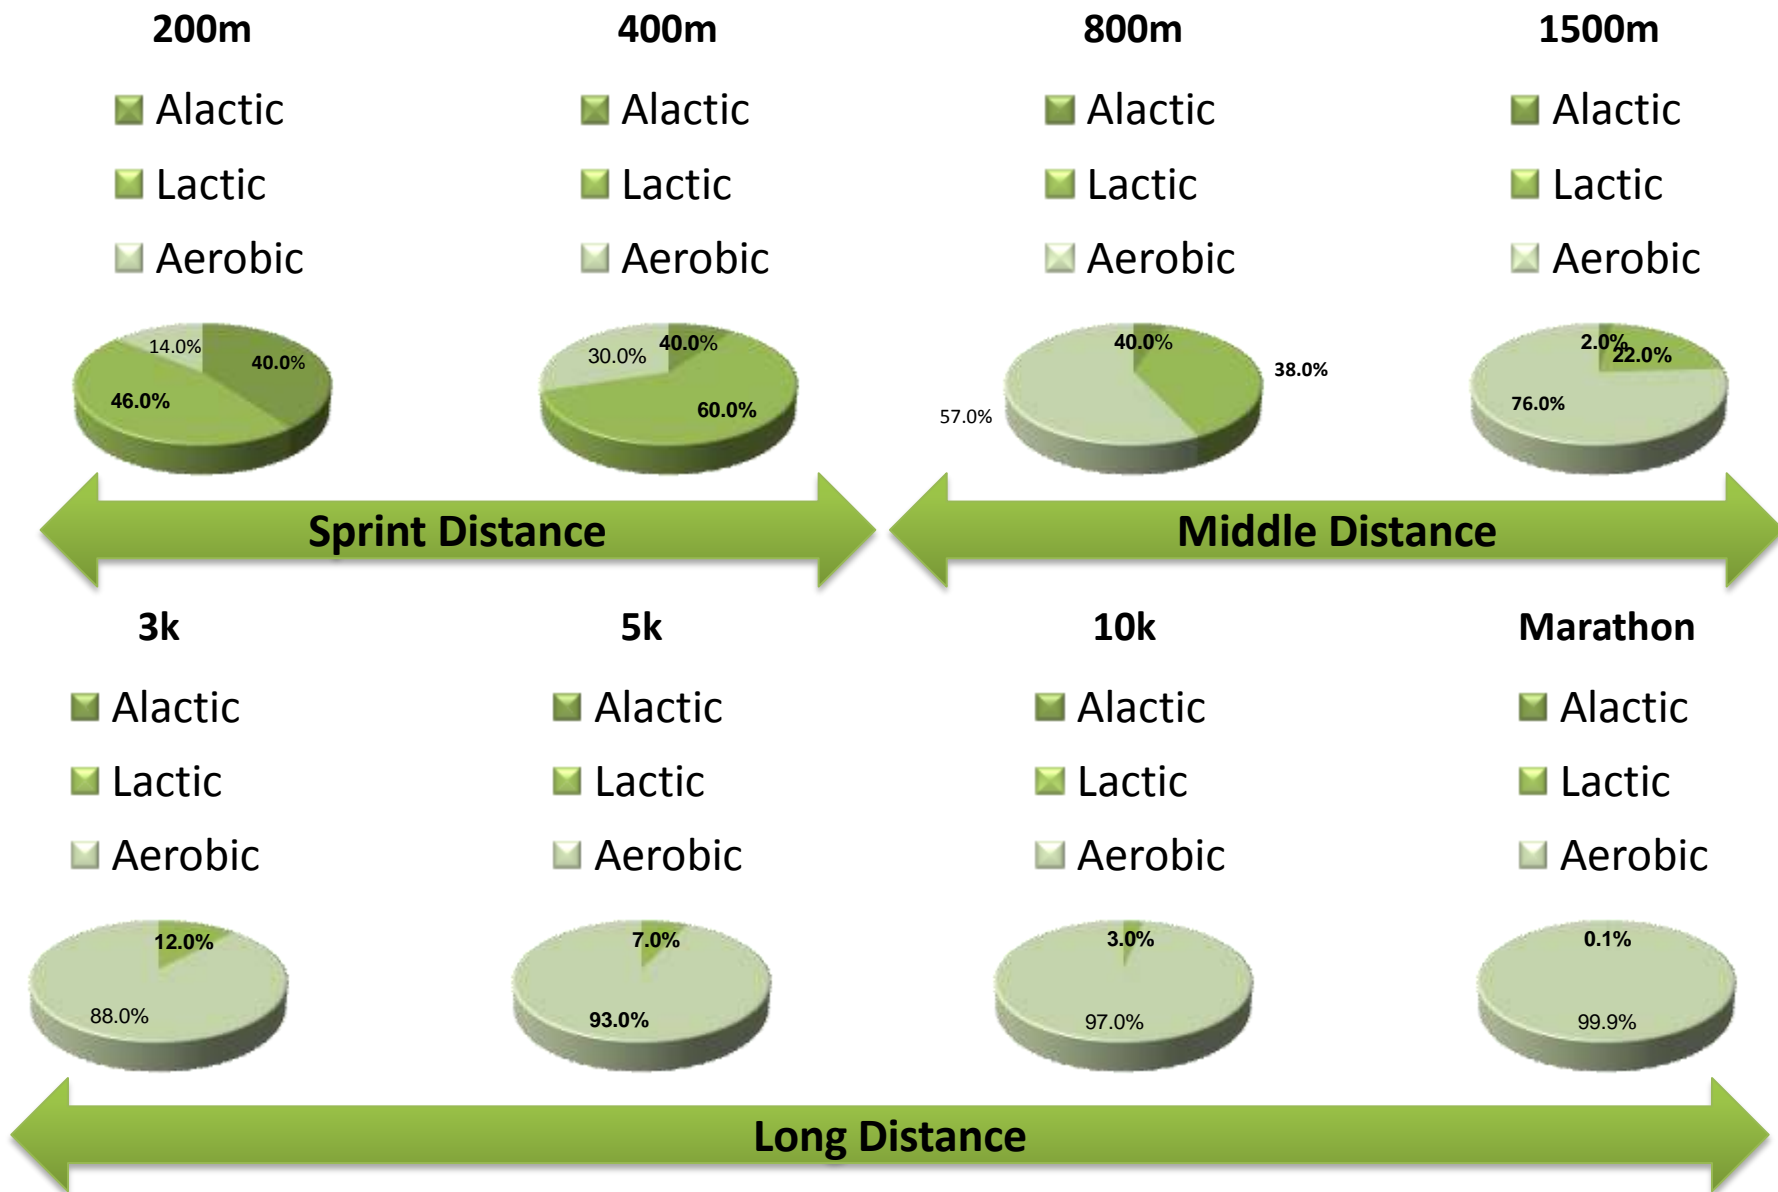 200m
400m
800m
1500m
Alactic
Lactic
Aerobic
Alactic
Lactic
Aerobic
Alactic
Lactic
Aerobic
Alactic
Lactic
Aerobic
14.0%
40.0%
46.0%
30.0%
40.0%
60.0%
40.0%
38.0%
57.0%
2.0%
22.0%
76.0%
Sprint Distance
Middle Distance
3k
5k
10k
Marathon
Alactic
Lactic
Aerobic
Alactic
Lactic
Aerobic
Alactic
Lactic
Aerobic
Alactic
Lactic
Aerobic
12.0%
88.0%
7.0%
93.0%
3.0%
97.0%
0.1%
99.9%
Long Distance